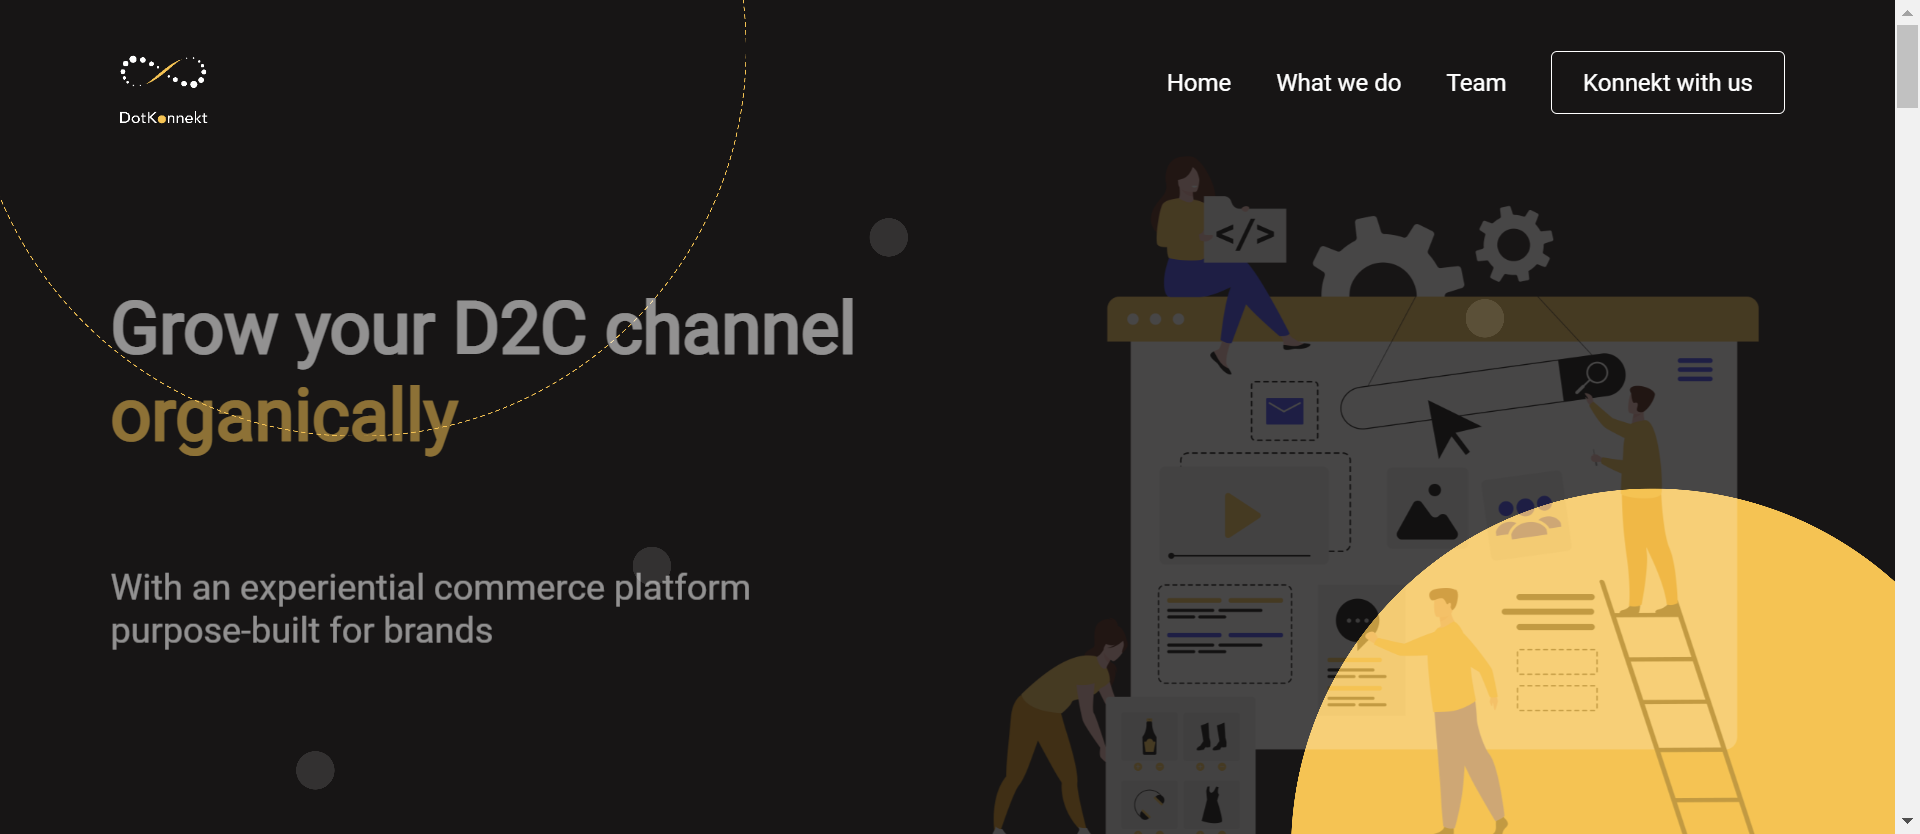 DotKonnekt
Home What we do Team Konnekt with us
</>
Grow your D2C channel
organically
With an experiential commerce platform
purpose-built for brands